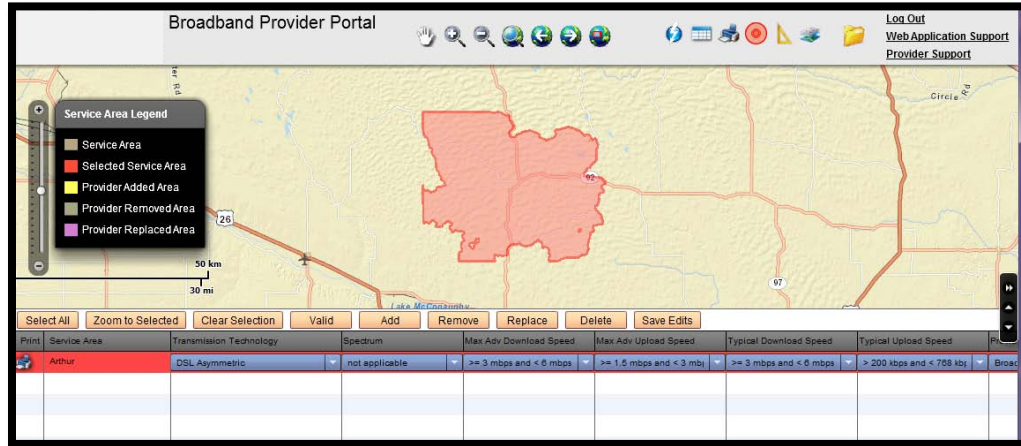 Broadband Provider Portal
Log Out
Web Application Support
Provider Support
ter Rd
Circle Rd
Service Area Legend
Service Area
Selected Service Area
Provider Added Area
Provider Removed Area
Provider Replaced Area
92
26
97
50 km
30 mi
Lake McConaughy
Select All Zoom to Selected Clear Selection Valid Add Remove Replace Delete Save Edits
Print Service Area Transmission Technology Spectrum Max Adv Download Speed Max Adv Upload Speed Typical Download Speed Typical Upload Speed
Arthur DSL Asymmetric not applicable >= 3 mbps and < 6 mbps >= 1.5 mbps and < 3 mbp >= 3 mbps and < 6 mbps > 200 kbps and < 768 kbp Broad